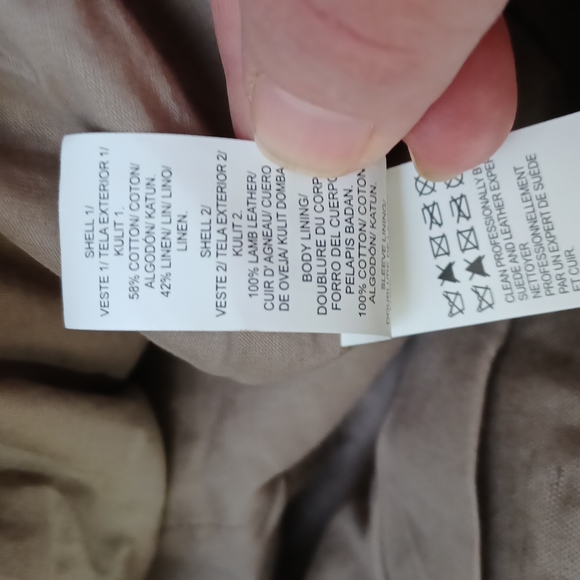 SHELL 1/
VESTE 1/ TELA EXTERIOR 1/
KULIT 1.
58% COTTON/ COTON/
ALGODÓN/ KATUN.
42% LINEN/ LIN/ LINO/
LINEN.
SHELL 2/
VESTE 2/ TELA EXTERIOR 2/
KULIT 2.
100% LAMB LEATHER/
CUIR D'AGNEAU/ CUERO
DE OVEJA/ KULIT DOMBA
BODY LINING/
DOUBLURE DU CORP
FORRO DEL CUERPO
PELAPIS BADAN.
100% COTTON/ COTON
ALGODÓN/ KATUN.
SLEEVE LINING/
CLEAN PROFESSIONALLY B
SUEDE AND LEATHER EXPER
NETTOYER
PROFESSIONNELLEMENT
PAR UN EXPERT DE SUÈDE
ET CUIR.